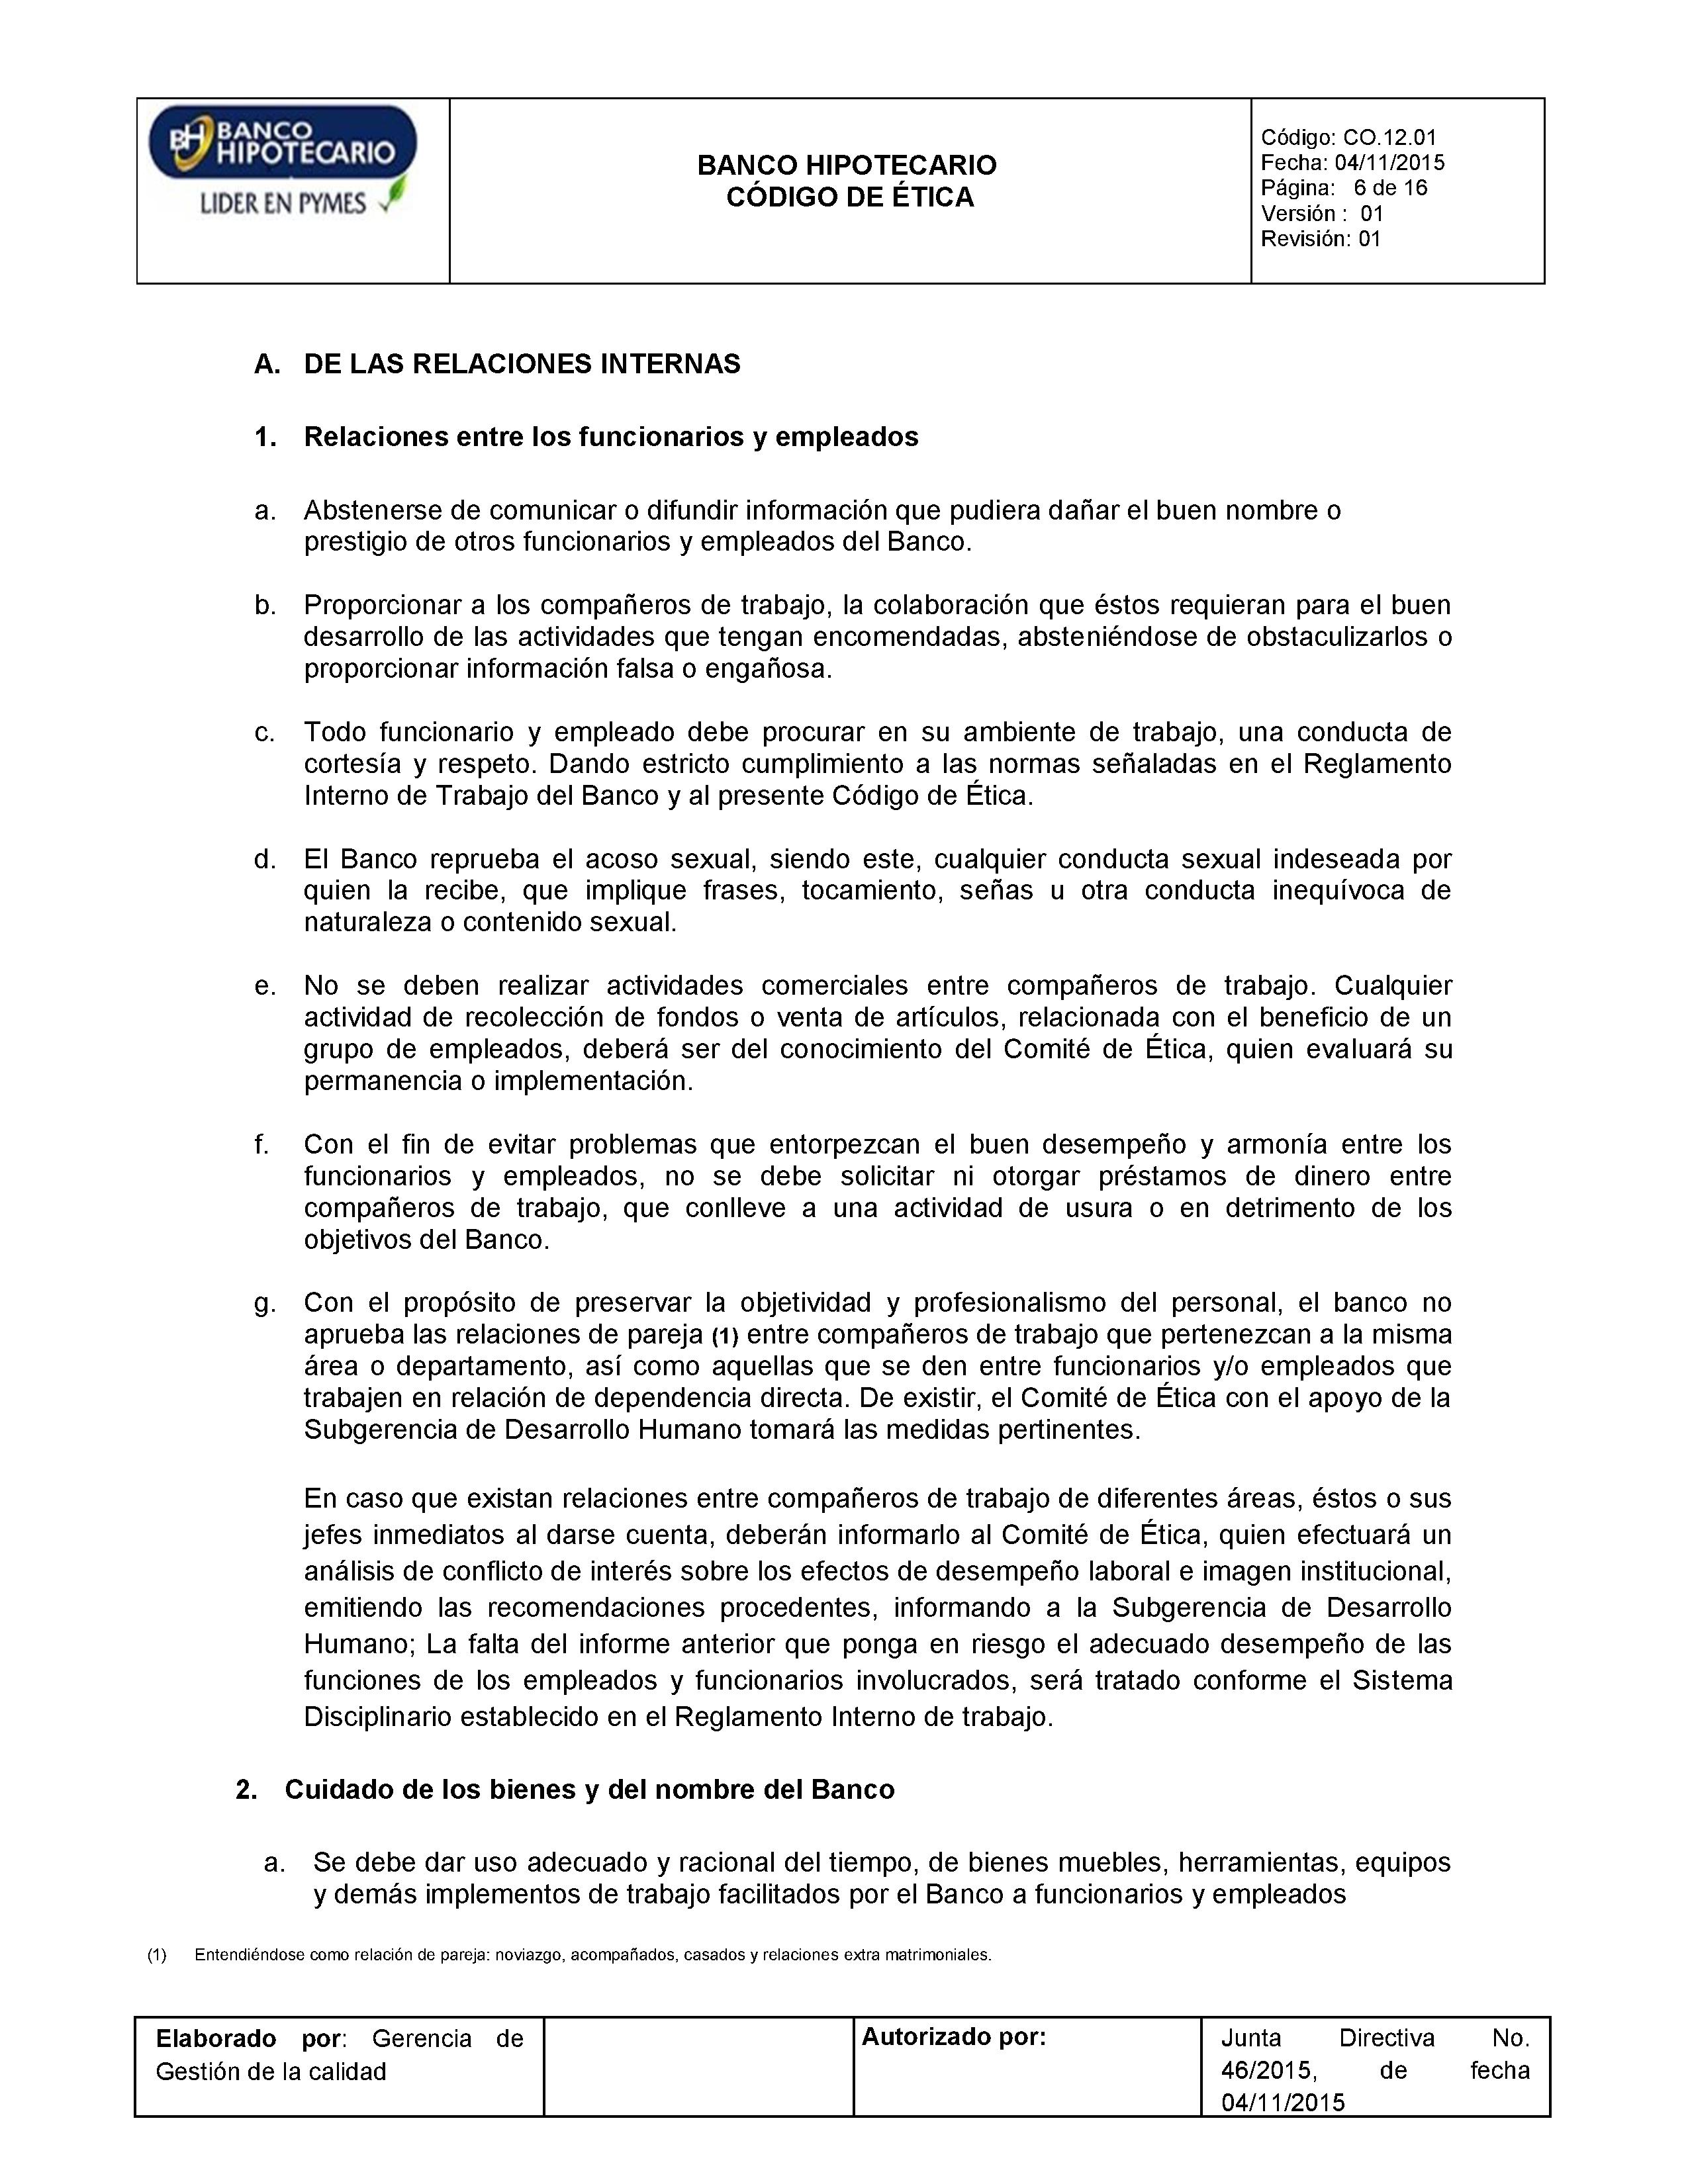 BH BANCO
HIPOTECARIO
LIDER EN PYMES
BANCO HIPOTECARIO
CÓDIGO DE ÉTICA
Código: CO.12.01
Fecha: 04/11/2015
Página: 6 de 16
Versión : 01
Revisión: 01
A. DE LAS RELACIONES INTERNAS
1. Relaciones entre los funcionarios y empleados
a. Abstenerse de comunicar o difundir información que pudiera dañar el buen nombre o
prestigio de otros funcionarios y empleados del Banco.
b. Proporcionar a los compañeros de trabajo, la colaboración que éstos requieran para el buen
desarrollo de las actividades que tengan encomendadas, absteniéndose de obstaculizarlos o
proporcionar información falsa o engañosa.
c. Todo funcionario y empleado debe procurar en su ambiente de trabajo, una conducta de
cortesía y respeto. Dando estricto cumplimiento a las normas señaladas en el Reglamento
Interno de Trabajo del Banco y al presente Código de Ética.
d. El Banco reprueba el acoso sexual, siendo este, cualquier conducta sexual indeseada por
quien la recibe, que implique frases, tocamiento, señas u otra conducta inequívoca de
naturaleza o contenido sexual.
e. No se deben realizar actividades comerciales entre compañeros de trabajo. Cualquier
actividad de recolección de fondos o venta de artículos, relacionada con el beneficio de un
grupo de empleados, deberá ser del conocimiento del Comité de Ética, quien evaluará su
permanencia o implementación.
f. Con el fin de evitar problemas que entorpezcan el buen desempeño y armonía entre los
funcionarios y empleados, no se debe solicitar ni otorgar préstamos de dinero entre
compañeros de trabajo, que conlleve a una actividad de usura o en detrimento de los
objetivos del Banco.
g. Con el propósito de preservar la objetividad y profesionalismo del personal, el banco no
aprueba las relaciones de pareja (1) entre compañeros de trabajo que pertenezcan a la misma
área o departamento, así como aquellas que se den entre funcionarios y/o empleados que
trabajen en relación de dependencia directa. De existir, el Comité de Ética con el apoyo de la
Subgerencia de Desarrollo Humano tomará las medidas pertinentes.
En caso que existan relaciones entre compañeros de trabajo de diferentes áreas, éstos o sus
jefes inmediatos al darse cuenta, deberán informarlo al Comité de Ética, quien efectuará un
análisis de conflicto de interés sobre los efectos de desempeño laboral e imagen institucional,
emitiendo las recomendaciones procedentes, informando a la Subgerencia de Desarrollo
Humano; La falta del informe anterior que ponga en riesgo el adecuado desempeño de las
funciones de los empleados y funcionarios involucrados, será tratado conforme el Sistema
Disciplinario establecido en el Reglamento Interno de trabajo.
2. Cuidado de los bienes y del nombre del Banco
a. Se debe dar uso adecuado y racional del tiempo, de bienes muebles, herramientas, equipos
y demás implementos de trabajo facilitados por el Banco a funcionarios y empleados
(1) Entendiéndose como relación de pareja: noviazgo, acompañados, casados y relaciones extra matrimoniales.
Elaborado por: Gerencia de
Gestión de la calidad
Autorizado por:
Junta Directiva No.
46/2015, de fecha
04/11/2015